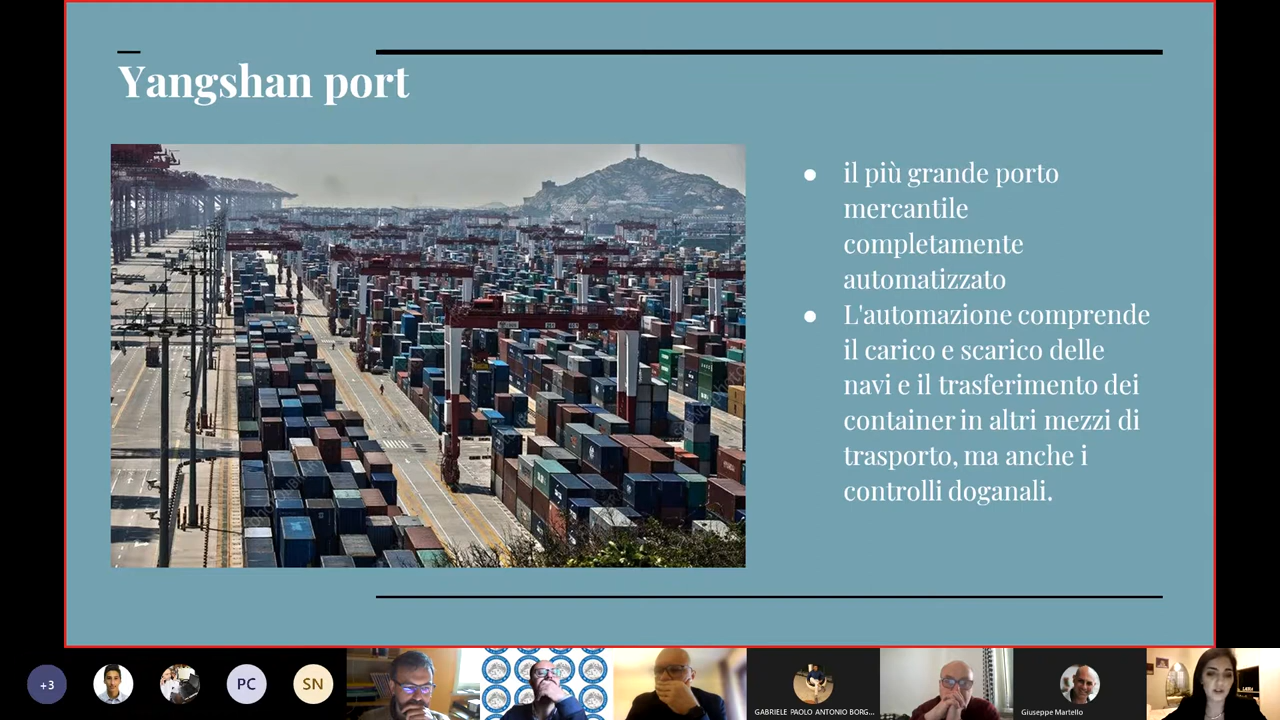 Yangshan port
● il più grande porto
mercantile
completamente
automatizzato
● L'automazione comprende
il carico e scarico delle
navi e il trasferimento dei
container in altri mezzi di
trasporto, ma anche i
controlli doganali.
+3
PC
SN
GABRIELE PAOLO ANTONIO BORG...
Giuseppe Martello